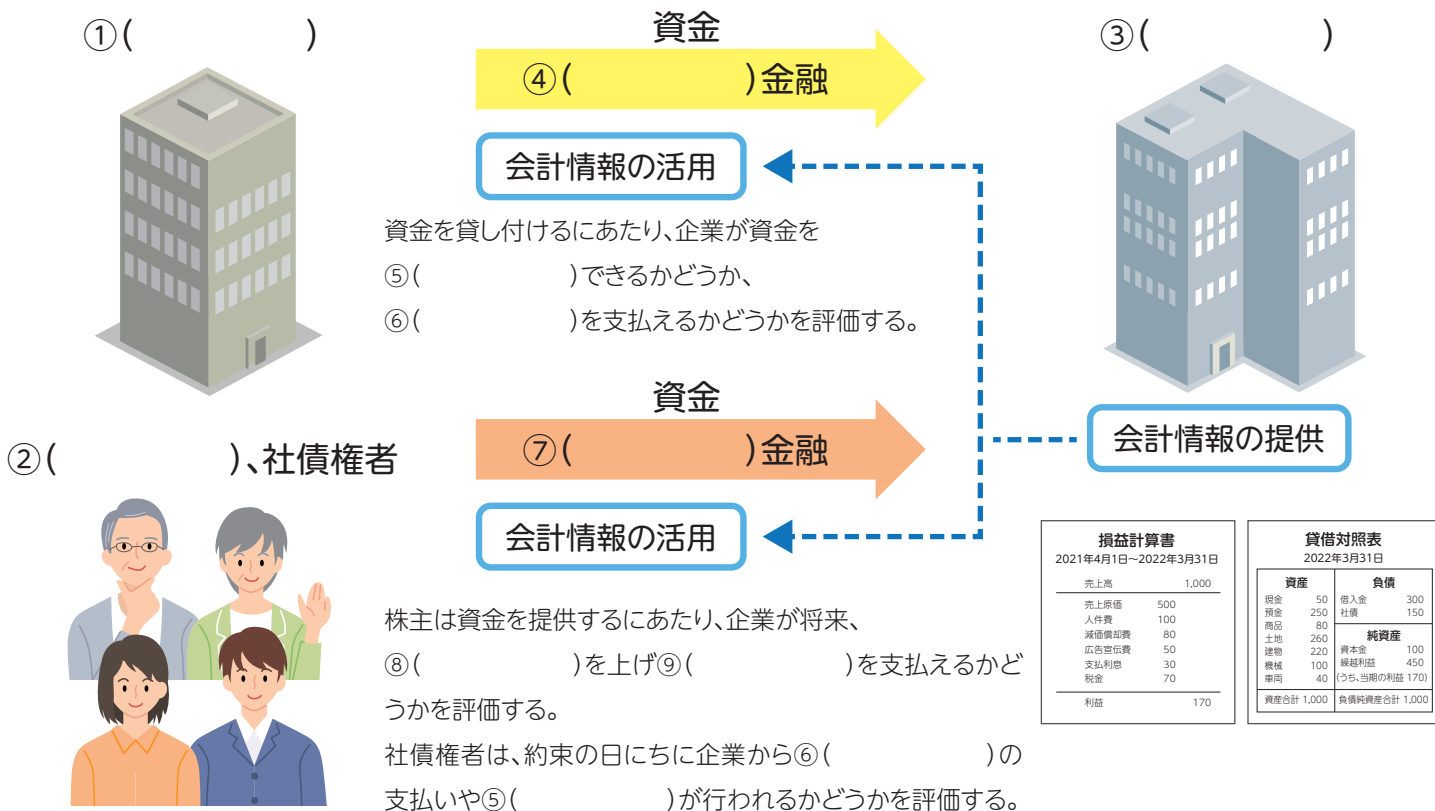 ①(　　　　)
資金
④(　　　　)金融
③(　　　　)
会計情報の活用
資金を貸し付けるにあたり、企業が資金を
⑤(　　　　)できるかどうか、
⑥(　　　　)を支払えるかどうかを評価する。
資金
⑦(　　　　)金融
②(　　　　)、社債権者
会計情報の提供
会計情報の活用
株主は資金を提供するにあたり、企業が将来、
⑧(　　　　)を上げ⑨(　　　　)を支払えるかど
うかを評価する。
社債権者は、約束の日にちに企業から⑥(　　　　)の
支払いや⑤(　　　　)が行われるかどうかを評価する。
損益計算書
2021年4月1日〜2022年3月31日
売上高 1,000
売上原価 500
人件費 100
減価償却費 80
広告宣伝費 50
支払利息 30
税金 70
利益 170
貸借対照表
2022年3月31日
資産 負債
現金 50 借入金 300
預金 250 社債 150
商品 80
土地 260 純資産
建物 220 資本金 100
機械 100 繰越利益 450
車両 40 (うち、当期の利益 170)
資産合計 1,000 負債純資産合計 1,000